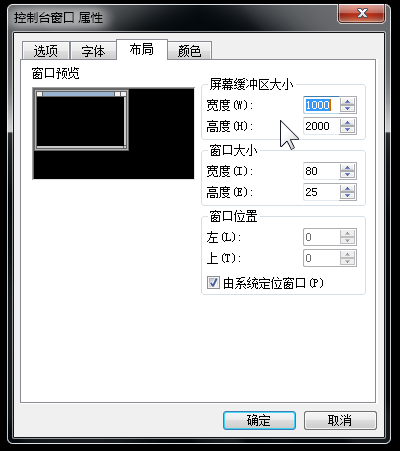 控制台窗口 属性
选项 字体 布局 颜色
窗口预览
屏幕缓冲区大小
宽度(W): 1000
高度(H): 2000
窗口大小
宽度(I): 80
高度(E): 25
窗口位置
左(L): 0
上(T): 0
由系统定位窗口(P)
确定 取消